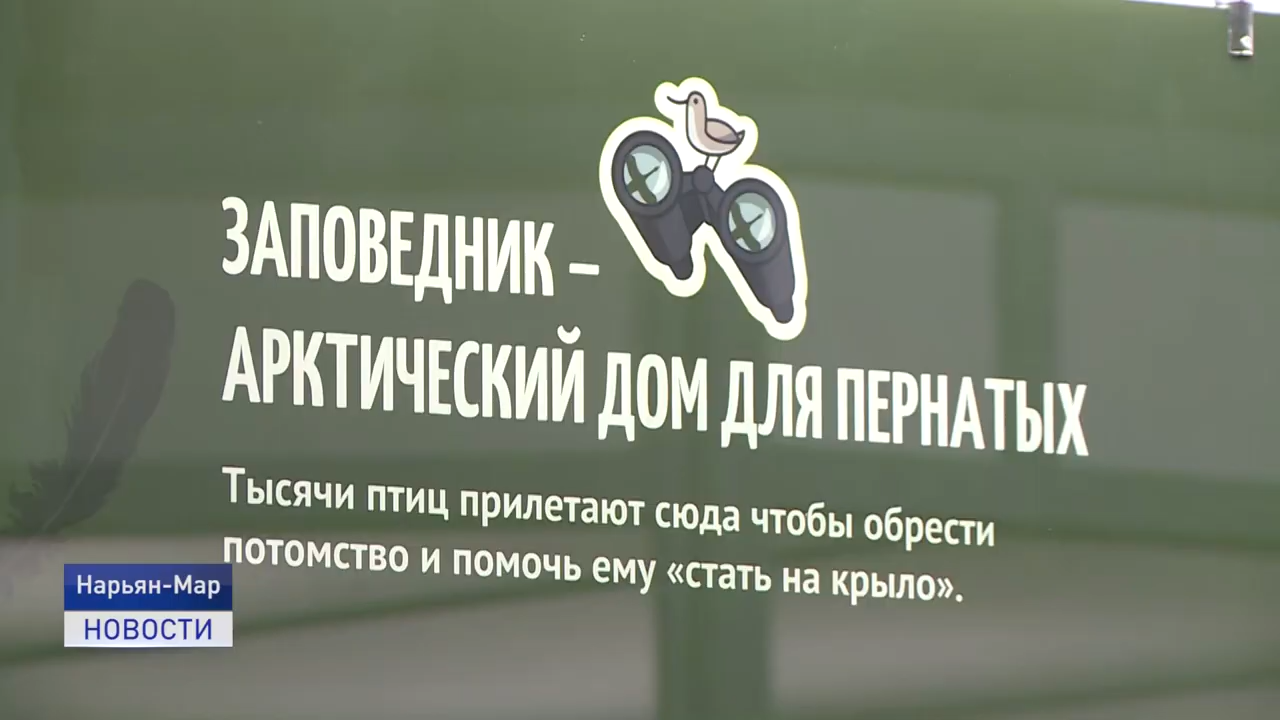 ЗАПОВЕДНИК –
АРКТИЧЕСКИЙ ДОМ ДЛЯ ПЕРНАТЫХ
Тысячи птиц прилетают сюда чтобы обрести
потомство и помочь ему «стать на крыло».
Нарьян-Мар
НОВОСТИ